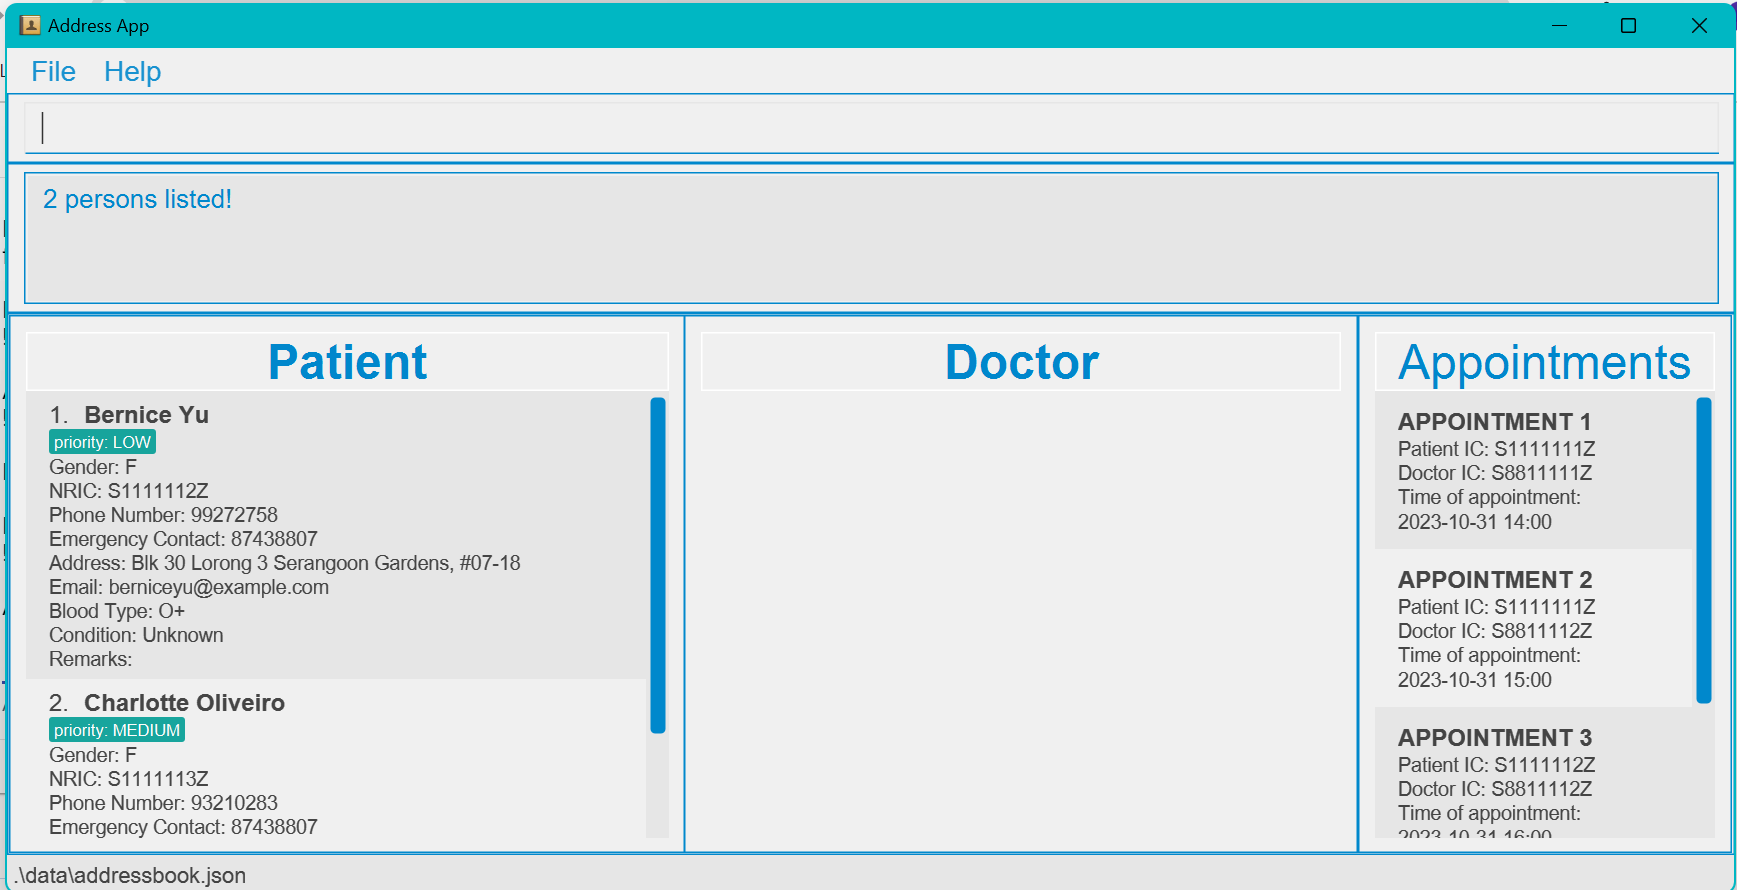 Address App
File Help
2 persons listed!
Patient
1. Bernice Yu
priority: LOW
Gender: F
NRIC: S1111112Z
Phone Number: 99272758
Emergency Contact: 87438807
Address: Blk 30 Lorong 3 Serangoon Gardens, #07-18
Email: berniceyu@example.com
Blood Type: O+
Condition: Unknown
Remarks:
2. Charlotte Oliveiro
priority: MEDIUM
Gender: F
NRIC: S1111113Z
Phone Number: 93210283
Emergency Contact: 87438807
Doctor
Appointments
APPOINTMENT 1
Patient IC: S1111111Z
Doctor IC: S8811111Z
Time of appointment:
2023-10-31 14:00
APPOINTMENT 2
Patient IC: S1111111Z
Doctor IC: S8811112Z
Time of appointment:
2023-10-31 15:00
APPOINTMENT 3
Patient IC: S1111112Z
Doctor IC: S8811112Z
Time of appointment:
2023-10-31 16:00
.\data\addressbook.json